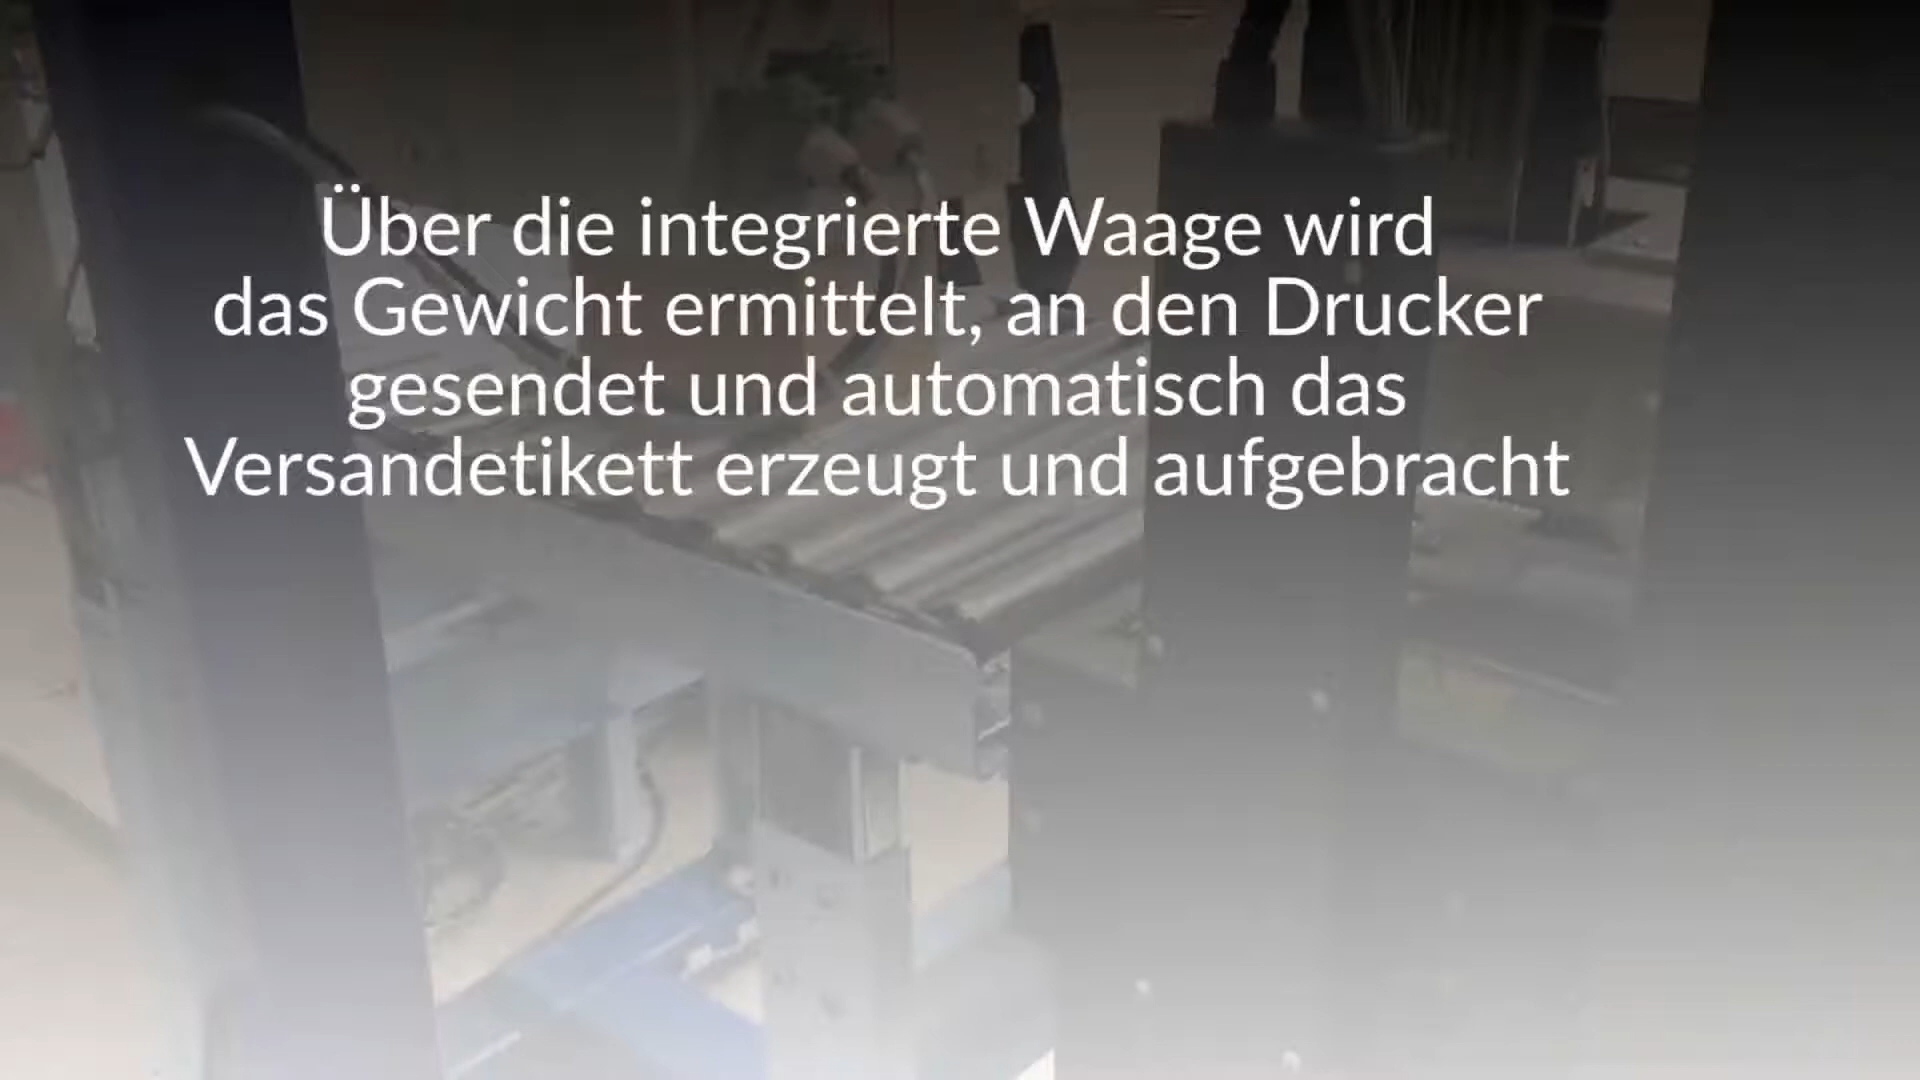 Über die integrierte Waage wird
das Gewicht ermittelt, an den Drucker
gesendet und automatisch das
Versandetikett erzeugt und aufgebracht